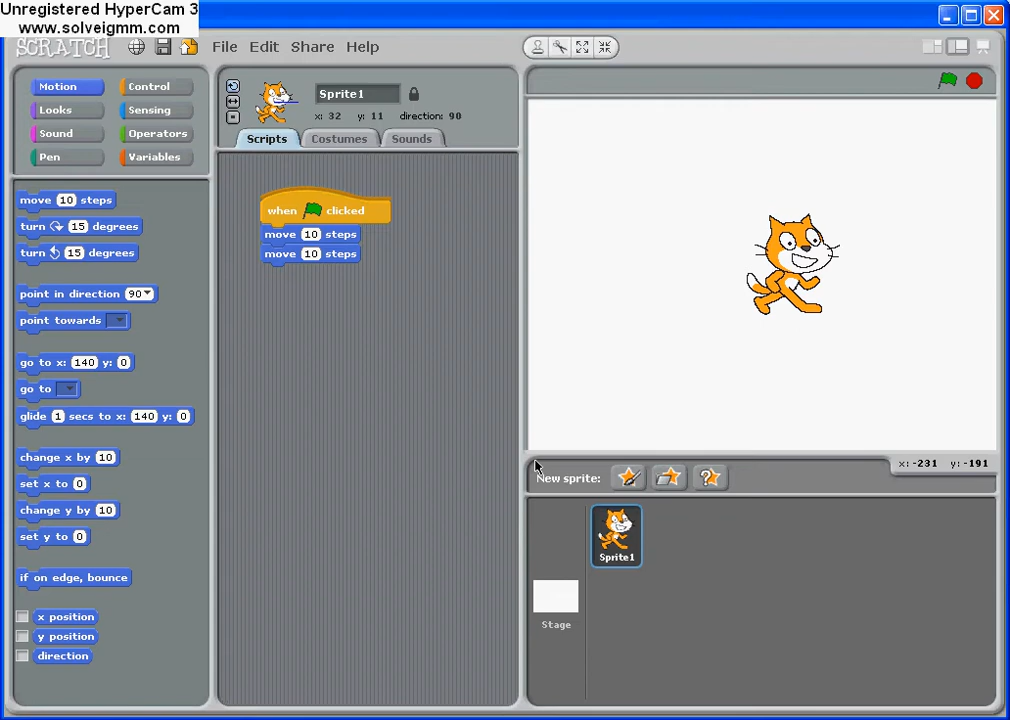 Unregistered HyperCam 3
www.solveigmm.com
SCRATCH
File Edit Share Help
Motion Control
Looks Sensing
Sound Operators
Pen Variables
Sprite1
x: 32 y: 11 direction: 90
Scripts Costumes Sounds
move 10 steps
turn 15 degrees
turn 15 degrees
point in direction 90
point towards
go to x: 140 y: 0
go to
glide 1 secs to x: 140 y: 0
change x by 10
set x to 0
change y by 10
set y to 0
if on edge, bounce
x position
y position
direction
when clicked
move 10 steps
move 10 steps
x: -231 y: -191
New sprite:
Sprite1
Stage